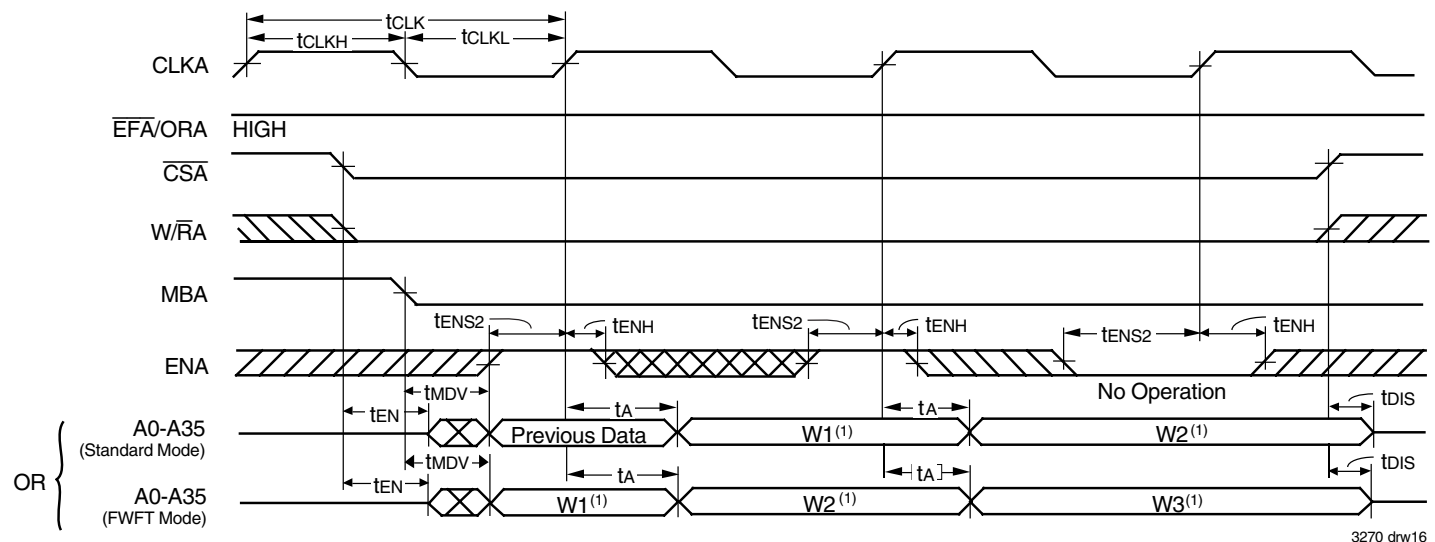 tCLK
tCLKH tCLKL
CLKA
EFA/ORA HIGH
CSA
W/RA
MBA
tENS2 tENH tENS2 tENH tENS2 tENH
ENA
No Operation
tMDV
tEN tA tA tDIS
A0-A35
(Standard Mode)
Previous Data W1(1) W2(1)
OR
tMDV
tEN tA tA tDIS
A0-A35
(FWFT Mode)
W1(1) W2(1) W3(1)
3270 drw16